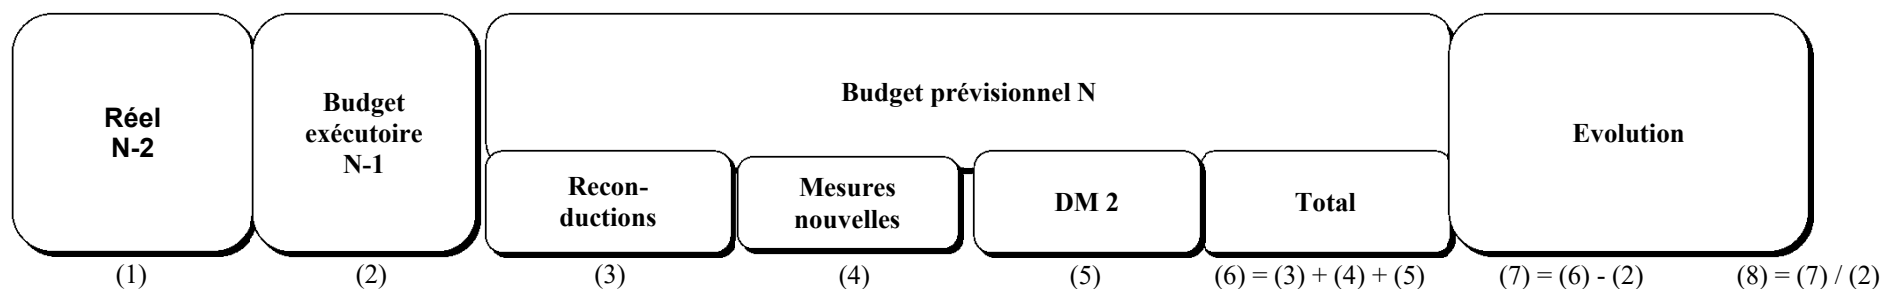 Réel
N-2
Budget
exécutoire
N-1
Budget prévisionnel N
Recon-
ductions
Mesures
nouvelles
DM 2
Total
Evolution
(1)
(2)
(3)
(4)
(5)
(6) = (3) + (4) + (5)
(7) = (6) - (2)
(8) = (7) / (2)